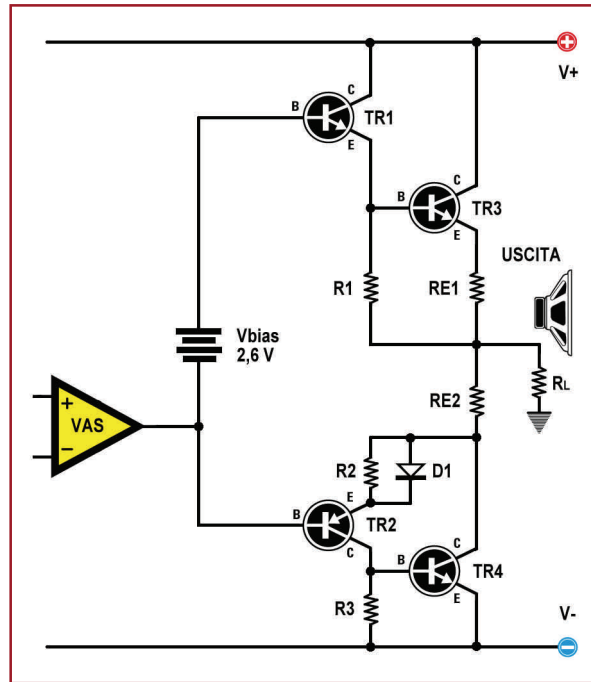 V+
C
B
TR1
E
C
B
TR3
E
USCITA
R1
RE1
Vbias
2,6 V
RL
RE2
+
VAS
−
R2
D1
E
B
TR2
C
C
B
TR4
E
R3
V-